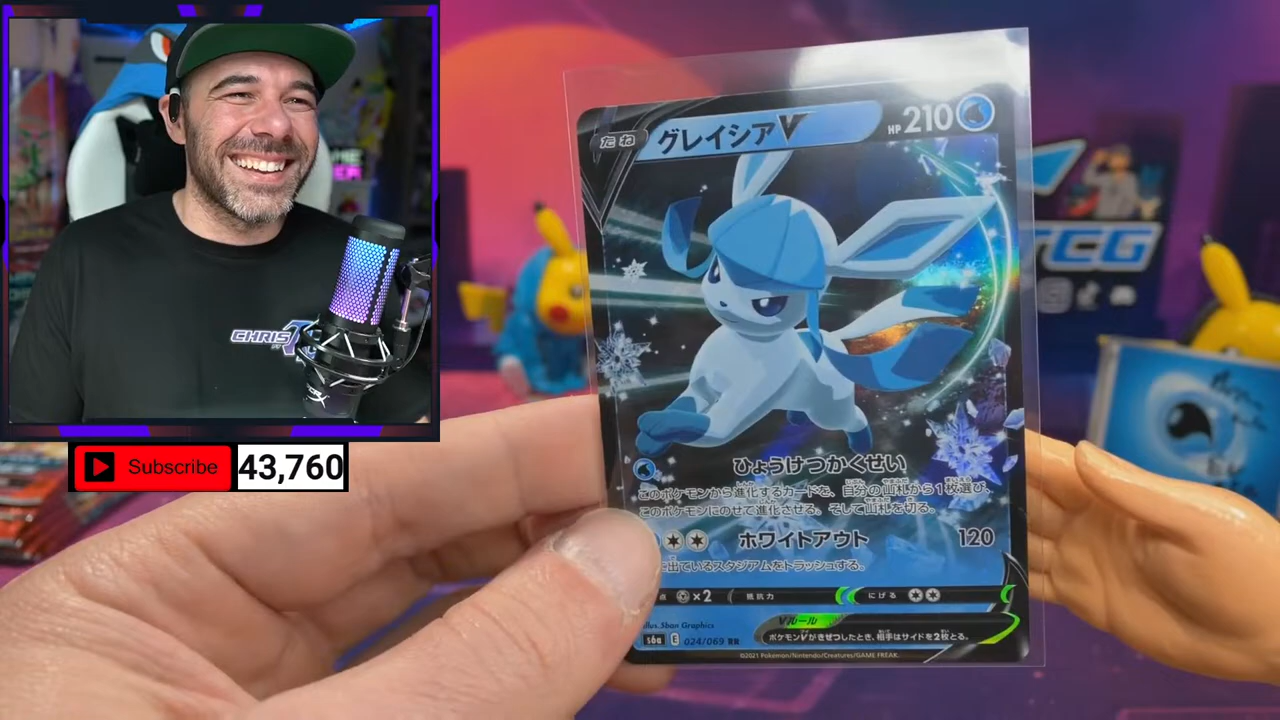 CHRIS
Subscribe 43,760
たね グレイシアV HP 210
TCG
ひょうけつかくせい
このポケモンから進化するカードを、自分の山札から1枚選び、
このポケモンにのせて進化させる。そして山札を切る。
ホワイトアウト 120
出ているスタジアムをトラッシュする。
点 ×2 抵抗力 にげる
Vルール
ポケモンVがきぜつしたとき、相手はサイドを2枚とる。
illus.5ban Graphics
s6a E 024/069 RR
©2021 Pokémon/Nintendo/Creatures/GAME FREAK.